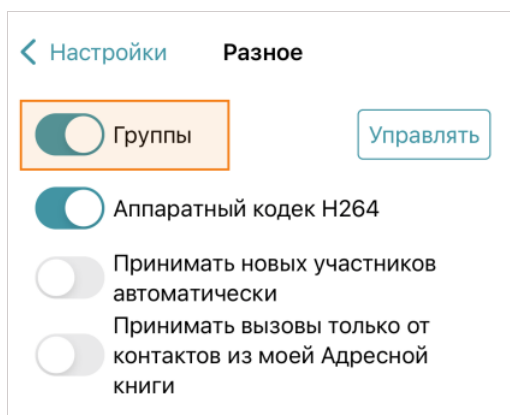 Настройки Разное
Группы Управлять
Аппаратный кодек H264
Принимать новых участников
автоматически
Принимать вызовы только от
контактов из моей Адресной
книги